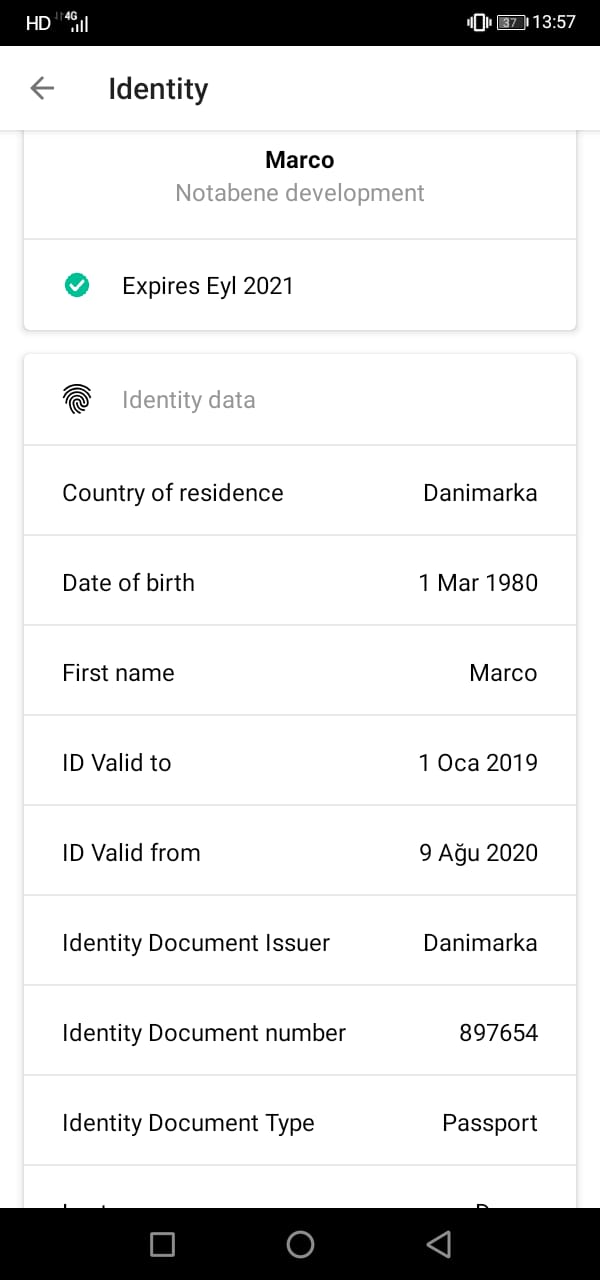 HD 4G 37 13:57
Identity
Marco
Notabene development
Expires Eyl 2021
Identity data
Country of residence Danimarka
Date of birth 1 Mar 1980
First name Marco
ID Valid to 1 Oca 2019
ID Valid from 9 Ağu 2020
Identity Document Issuer Danimarka
Identity Document number 897654
Identity Document Type Passport